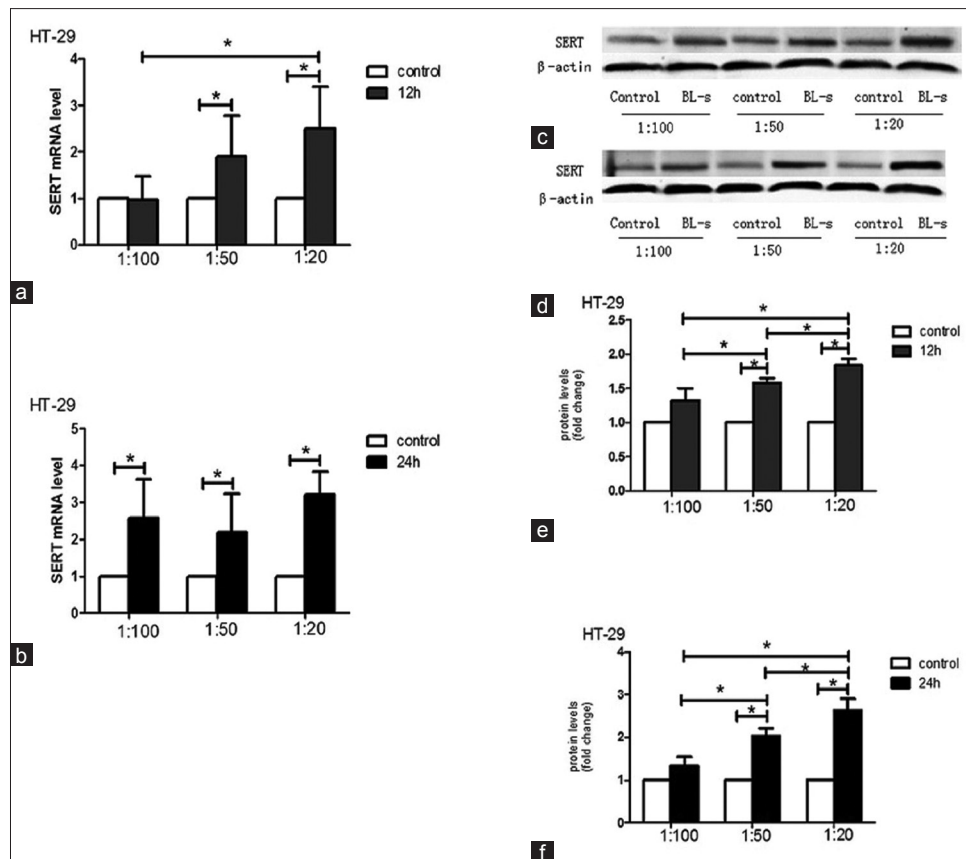 HT-29
*
*
*
SERT mRNA level
4
3
2
1
0
1:100 1:50 1:20
control
12h
a
HT-29
*
*
*
SERT mRNA level
5
4
3
2
1
0
1:100 1:50 1:20
control
24h
b
SERT
β-actin
Control BL-s control BL-s control BL-s
1:100 1:50 1:20
c
SERT
β-actin
Control BL-s control BL-s control BL-s
1:100 1:50 1:20
d
HT-29
*
*
*
*
*
protein levels
(fold change)
2.5
2.0
1.5
1.0
0.5
0.0
1:100 1:50 1:20
control
12h
e
HT-29
*
*
*
*
*
protein levels
(fold change)
4
3
2
1
0
1:100 1:50 1:20
control
24h
f